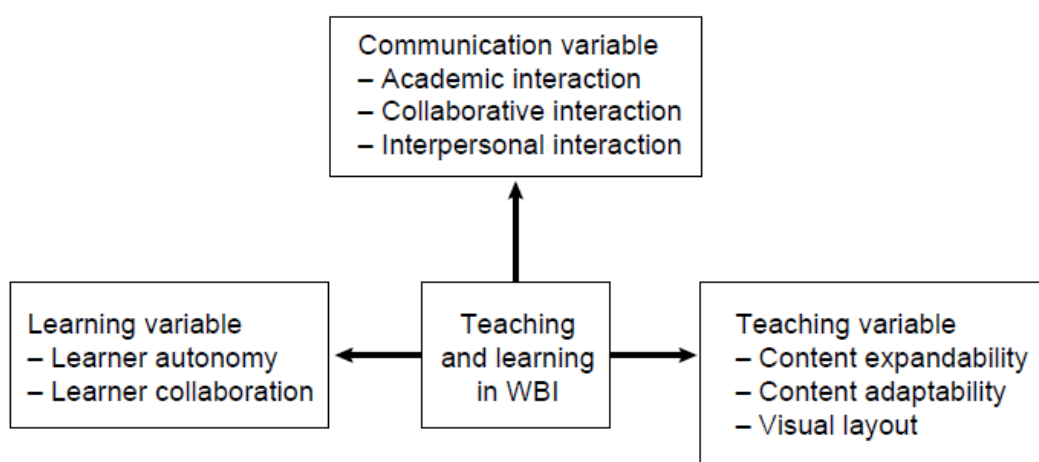 Communication variable
– Academic interaction
– Collaborative interaction
– Interpersonal interaction
Learning variable
– Learner autonomy
– Learner collaboration
Teaching
and learning
in WBI
Teaching variable
– Content expandability
– Content adaptability
– Visual layout